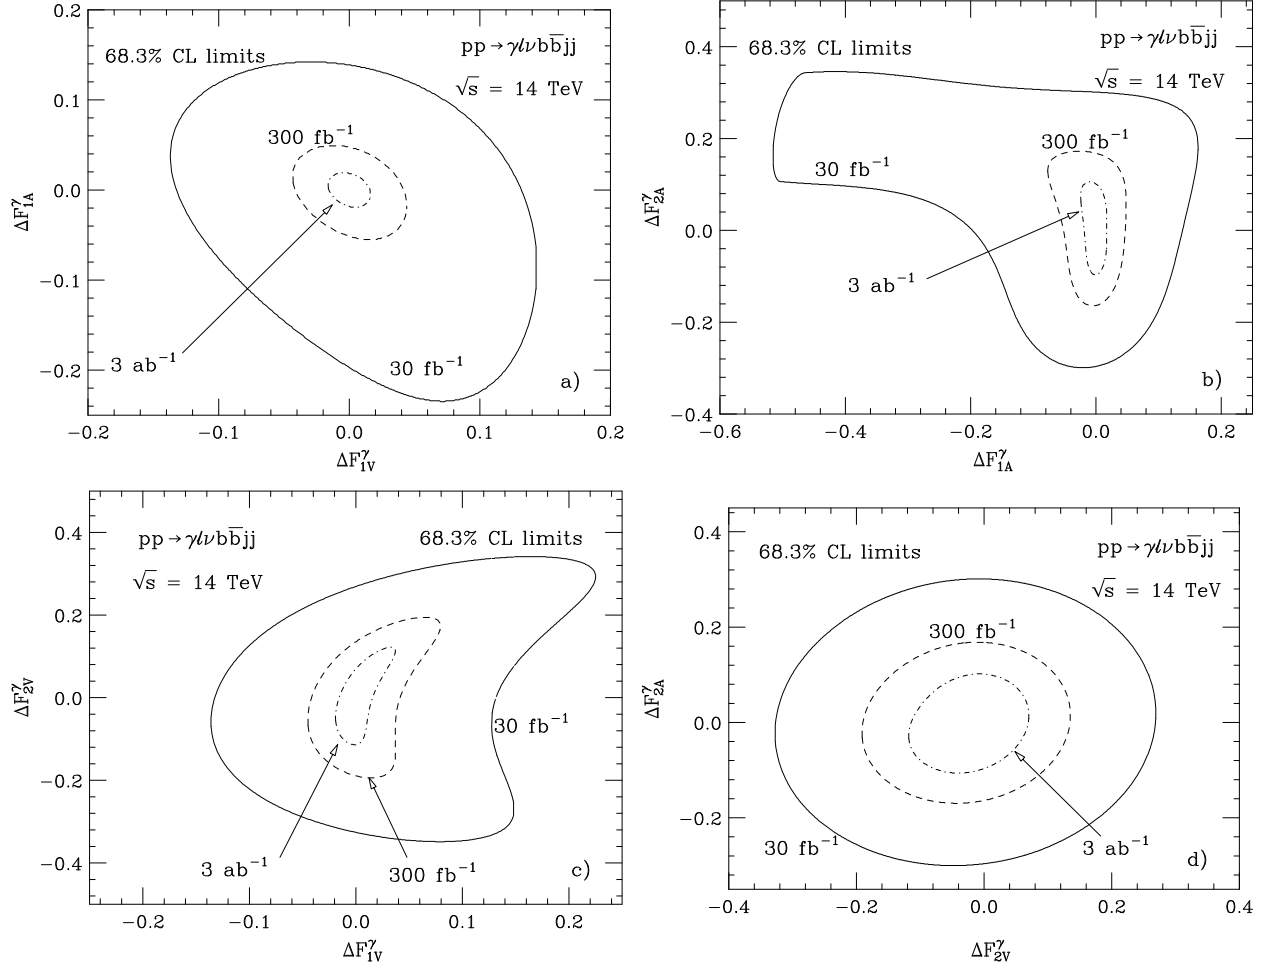 68.3% CL limits
pp→γlνbb̅jj
√s = 14 TeV
300 fb⁻¹
3 ab⁻¹
30 fb⁻¹
a)
0.2
0.1
0.0
−0.1
−0.2
ΔF^γ_1A
−0.2
−0.1
0.0
0.1
0.2
ΔF^γ_1V
68.3% CL limits
pp→γlνbb̅jj
√s = 14 TeV
300 fb⁻¹
30 fb⁻¹
3 ab⁻¹
b)
0.4
0.2
0.0
−0.2
−0.4
ΔF^γ_2A
−0.6
−0.4
−0.2
0.0
0.2
ΔF^γ_1A
pp→γlνbb̅jj
68.3% CL limits
√s = 14 TeV
30 fb⁻¹
3 ab⁻¹
300 fb⁻¹
c)
0.4
0.2
0.0
−0.2
−0.4
ΔF^γ_2V
−0.2
−0.1
0.0
0.1
0.2
ΔF^γ_1V
68.3% CL limits
pp→γlνbb̅jj
√s = 14 TeV
300 fb⁻¹
30 fb⁻¹
3 ab⁻¹
d)
0.4
0.2
0.0
−0.2
ΔF^γ_2A
−0.4
−0.2
0.0
0.2
0.4
ΔF^γ_2V